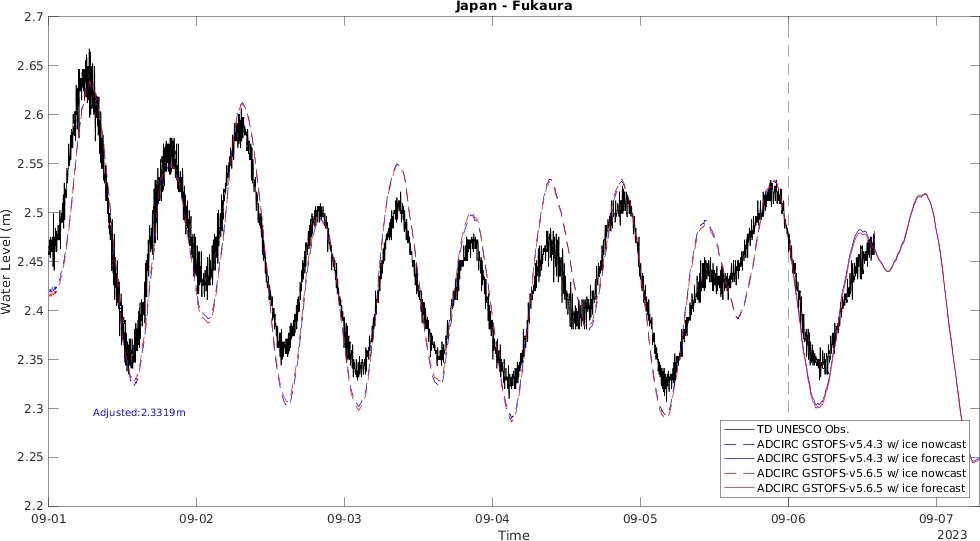 Japan - Fukaura
2.7
2.65
2.6
2.55
2.5
2.45
2.4
2.35
2.3
2.25
2.2
Water Level (m)
Adjusted:2.3319m
TD UNESCO Obs.
ADCIRC GSTOFS-v5.4.3 w/ ice nowcast
ADCIRC GSTOFS-v5.4.3 w/ ice forecast
ADCIRC GSTOFS-v5.6.5 w/ ice nowcast
ADCIRC GSTOFS-v5.6.5 w/ ice forecast
09-01 09-02 09-03 09-04 09-05 09-06 09-07
Time
2023